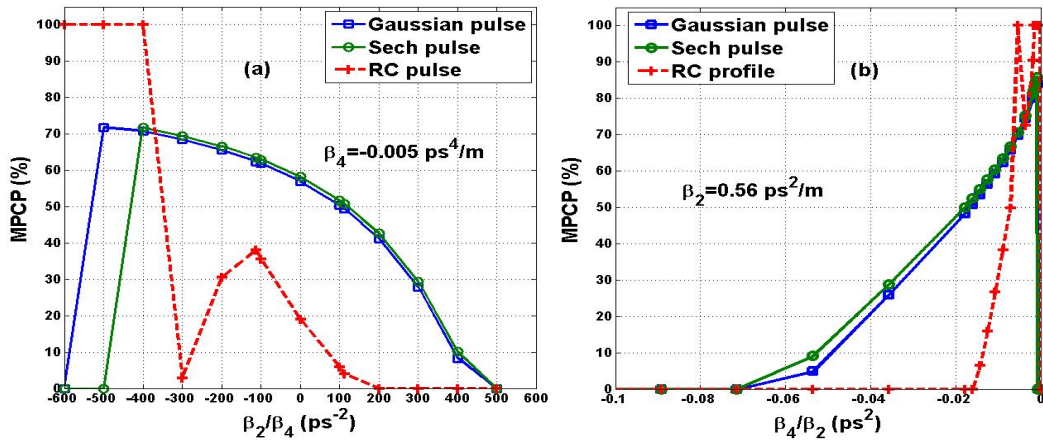 100
90
80
70
60
50
40
30
20
10
0
MPCP (%)
Gaussian pulse
Sech pulse
RC pulse
(a)
β4=-0.005 ps4/m
-600 -500 -400 -300 -200 -100 0 100 200 300 400 500 600
β2/β4 (ps-2)
100
90
80
70
60
50
40
30
20
10
0
MPCP (%)
Gaussian pulse
Sech pulse
RC profile
(b)
β2=0.56 ps2/m
-0.1 -0.08 -0.06 -0.04 -0.02 0
β4/β2 (ps2)